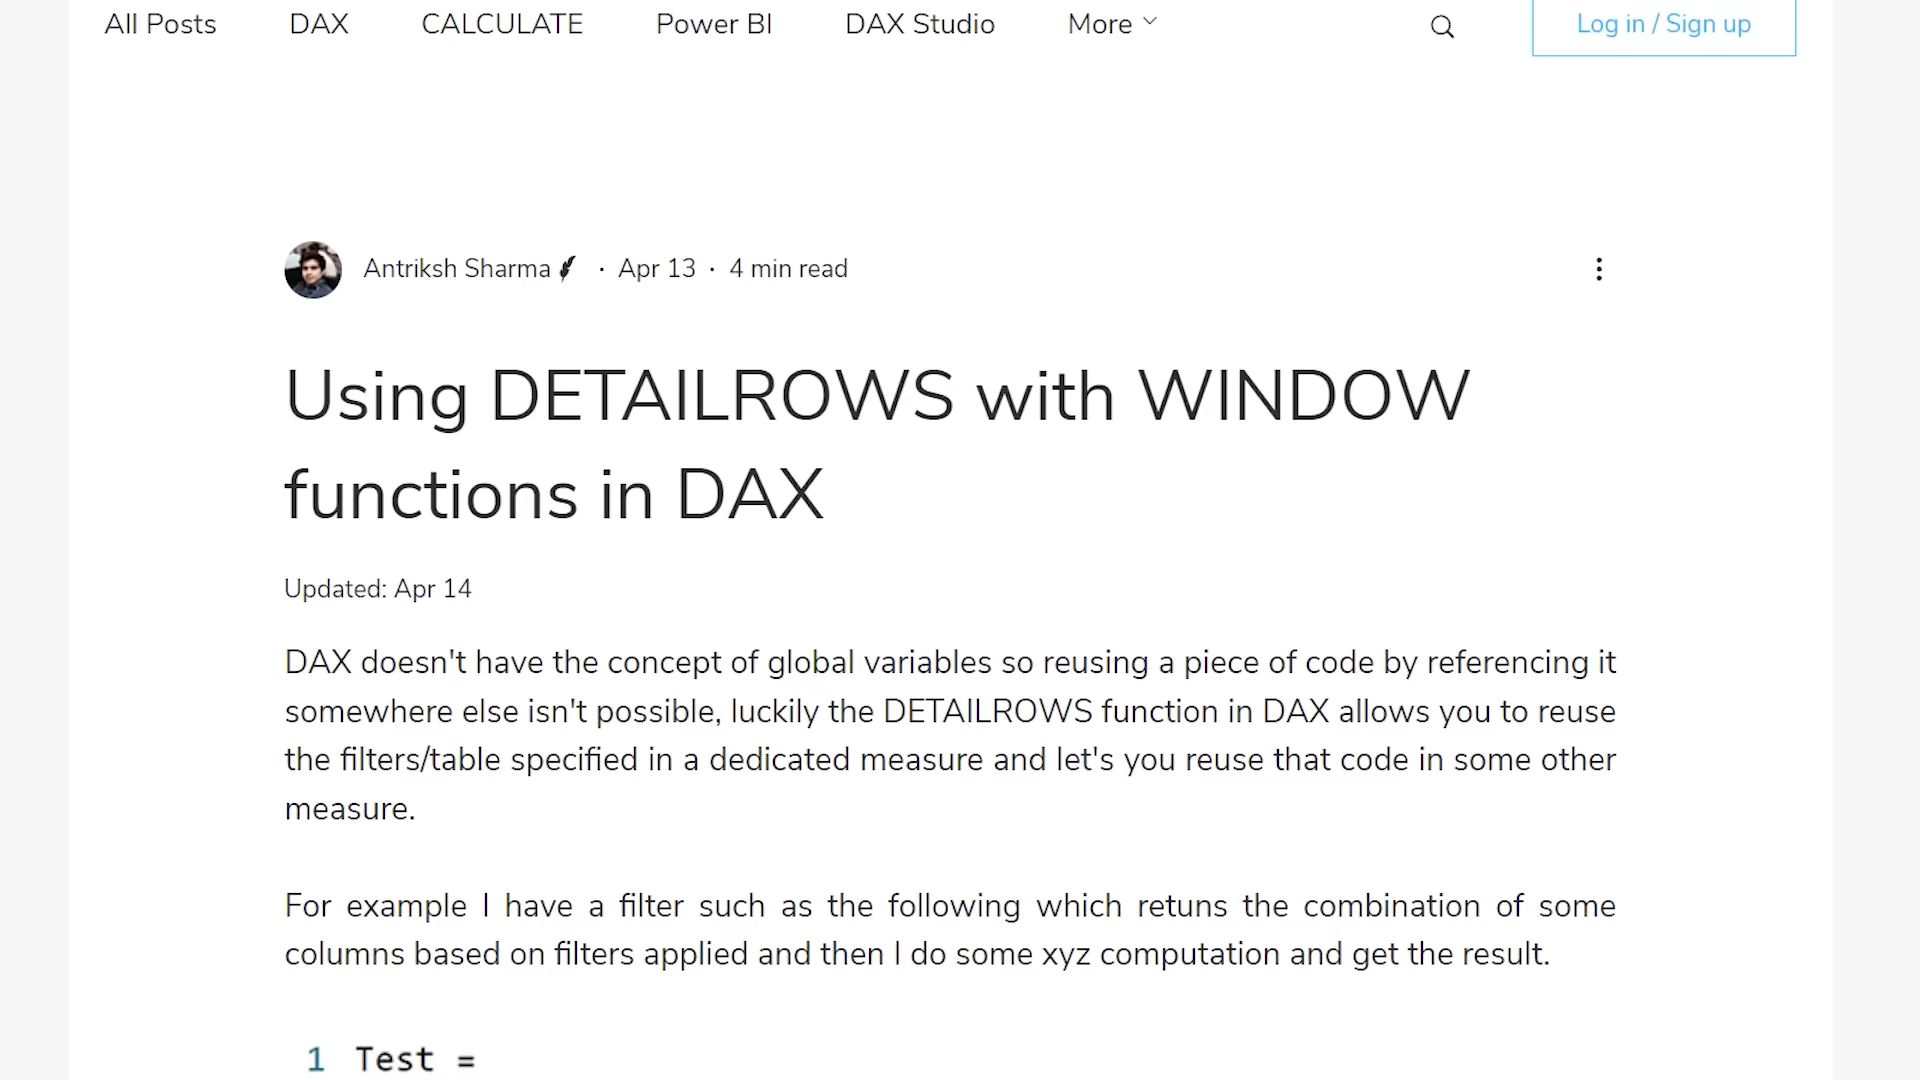 All Posts DAX CALCULATE Power BI DAX Studio More Log in / Sign up
Antriksh Sharma · Apr 13 · 4 min read
Using DETAILROWS with WINDOW
functions in DAX
Updated: Apr 14
DAX doesn't have the concept of global variables so reusing a piece of code by referencing it
somewhere else isn't possible, luckily the DETAILROWS function in DAX allows you to reuse
the filters/table specified in a dedicated measure and let's you reuse that code in some other
measure.
For example I have a filter such as the following which retuns the combination of some
columns based on filters applied and then I do some xyz computation and get the result.
1 Test =